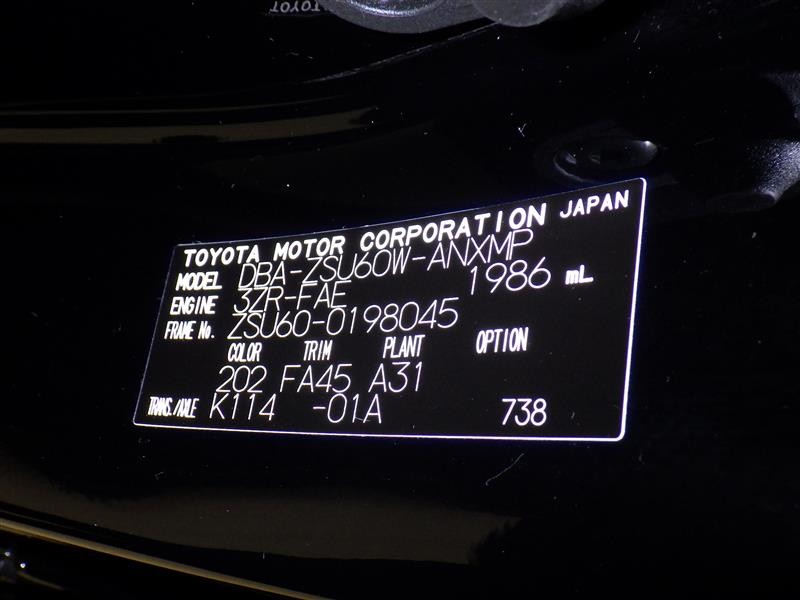 TOYOTA
TOYOTA MOTOR CORPORATION JAPAN
MODEL DBA-ZSU60W-ANXMP
ENGINE 3ZR-FAE 1986 mL
FRAME No. ZSU60-0198045
COLOR TRIM PLANT OPTION
202 FA45 A31
TRANS./AXLE K114 -01A 738